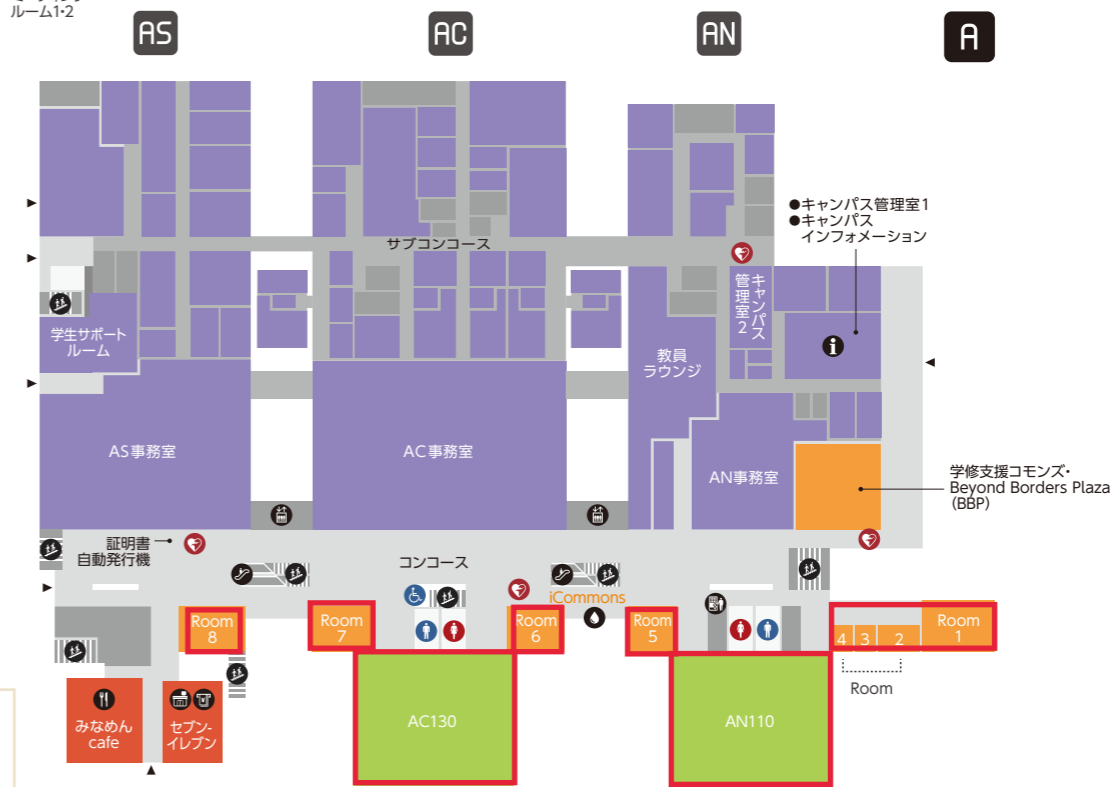 ルーム1・2
AS
AC
AN
A
●キャンパス管理室1
●キャンパス
インフォメーション
サブコンコース
キャンパス
管理室2
学生サポート
ルーム
教員
ラウンジ
AS事務室
AC事務室
AN事務室
学修支援コモンズ・
Beyond Borders Plaza
(BBP)
証明書
自動発行機
コンコース
iCommons
Room
8
Room
7
Room
6
Room
5
4
3
2
Room
1
Room
みなめん
cafe
セブン-
イレブン
AC130
AN110